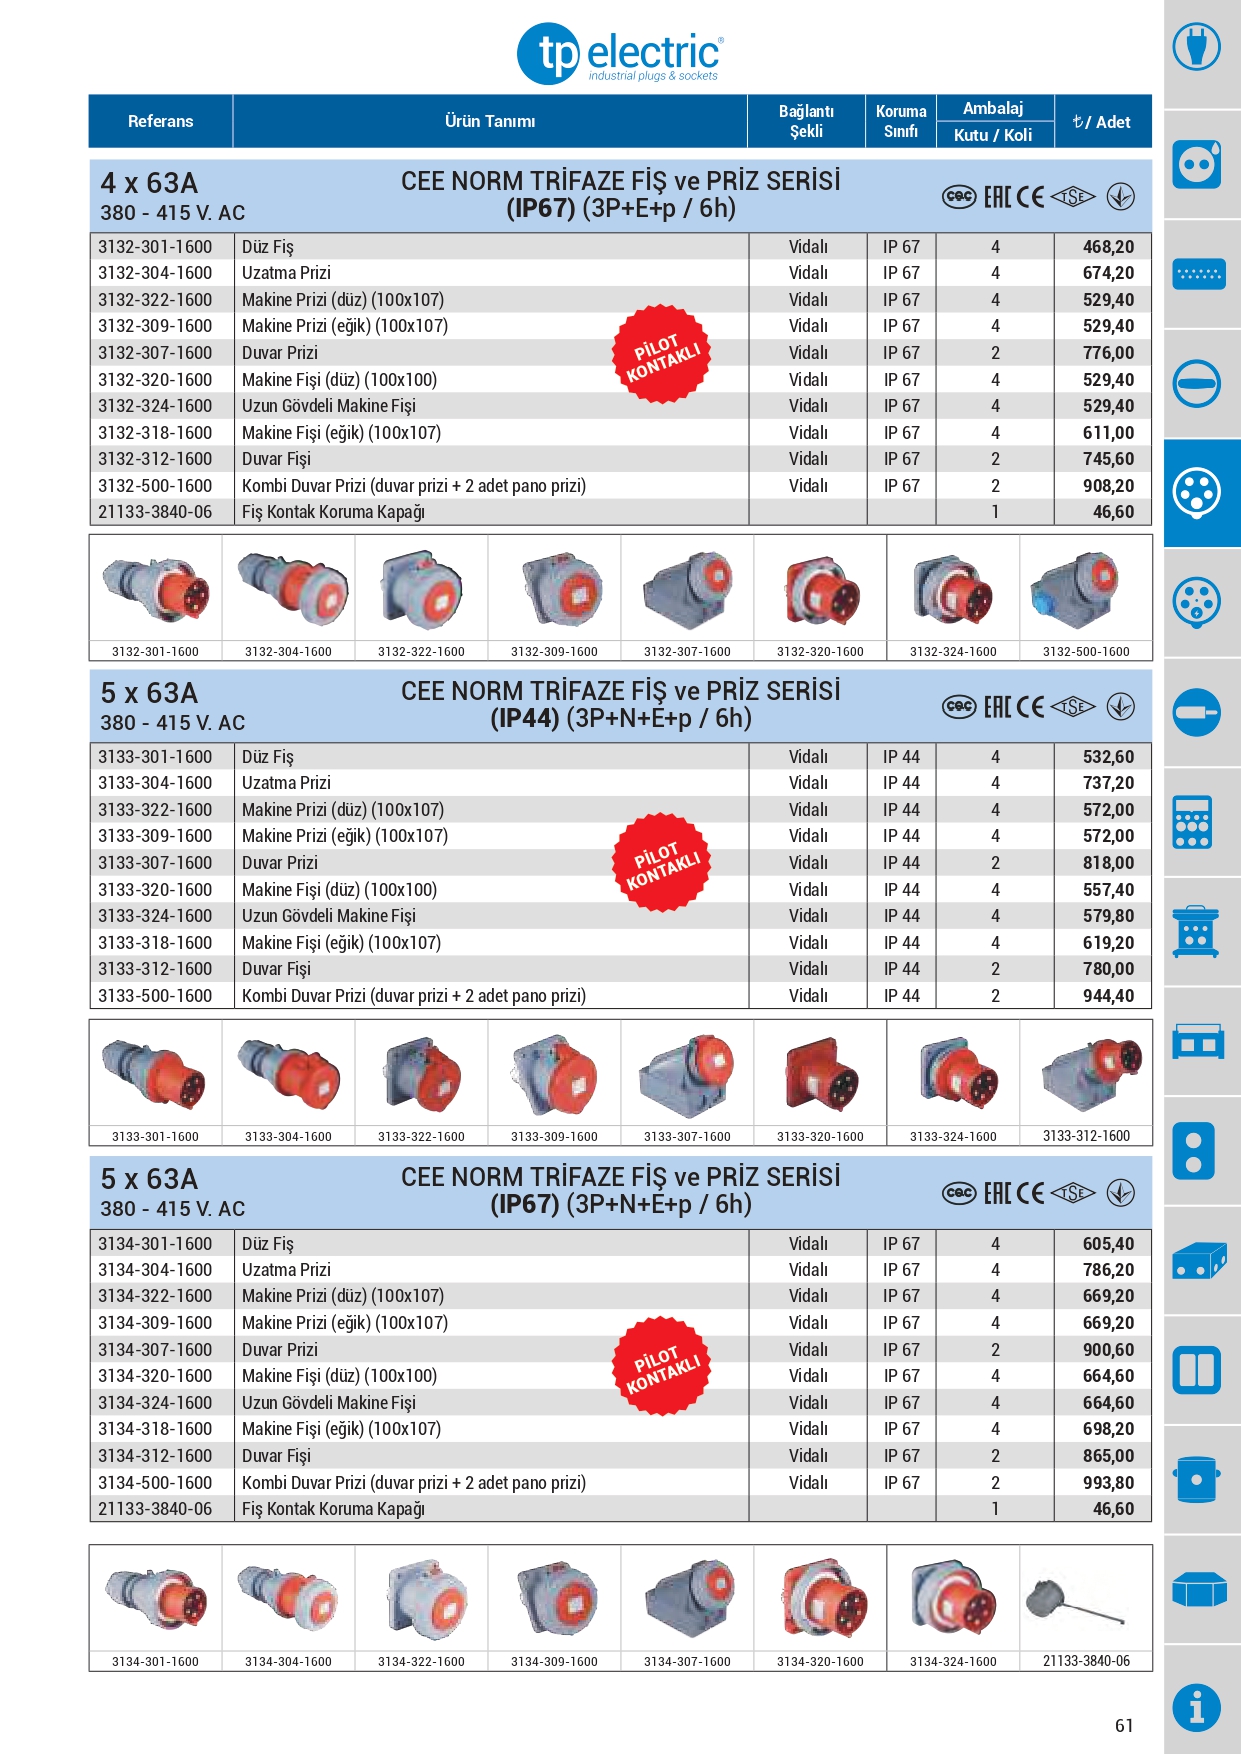 tp electric®
industrial plugs & sockets
Referans Ürün Tanımı Bağlantı Şekli Koruma Sınıfı Ambalaj Kutu / Koli ₺/ Adet
4 x 63A
380 - 415 V. AC
CEE NORM TRİFAZE FİŞ ve PRİZ SERİSİ
(IP67) (3P+E+p / 6h)
CQC EAC CE TSE
3132-301-1600 Düz Fiş Vidalı IP 67 4 468,20
3132-304-1600 Uzatma Prizi Vidalı IP 67 4 674,20
3132-322-1600 Makine Prizi (düz) (100x107) Vidalı IP 67 4 529,40
3132-309-1600 Makine Prizi (eğik) (100x107) Vidalı IP 67 4 529,40
3132-307-1600 Duvar Prizi Vidalı IP 67 2 776,00
3132-320-1600 Makine Fişi (düz) (100x100) Vidalı IP 67 4 529,40
3132-324-1600 Uzun Gövdeli Makine Fişi Vidalı IP 67 4 529,40
3132-318-1600 Makine Fişi (eğik) (100x107) Vidalı IP 67 4 611,00
3132-312-1600 Duvar Fişi Vidalı IP 67 2 745,60
3132-500-1600 Kombi Duvar Prizi (duvar prizi + 2 adet pano prizi) Vidalı IP 67 2 908,20
21133-3840-06 Fiş Kontak Koruma Kapağı 1 46,60
PİLOT
KONTAKLI
3132-301-1600 3132-304-1600 3132-322-1600 3132-309-1600 3132-307-1600 3132-320-1600 3132-324-1600 3132-500-1600
5 x 63A
380 - 415 V. AC
CEE NORM TRİFAZE FİŞ ve PRİZ SERİSİ
(IP44) (3P+N+E+p / 6h)
CQC EAC CE TSE
3133-301-1600 Düz Fiş Vidalı IP 44 4 532,60
3133-304-1600 Uzatma Prizi Vidalı IP 44 4 737,20
3133-322-1600 Makine Prizi (düz) (100x107) Vidalı IP 44 4 572,00
3133-309-1600 Makine Prizi (eğik) (100x107) Vidalı IP 44 4 572,00
3133-307-1600 Duvar Prizi Vidalı IP 44 2 818,00
3133-320-1600 Makine Fişi (düz) (100x100) Vidalı IP 44 4 557,40
3133-324-1600 Uzun Gövdeli Makine Fişi Vidalı IP 44 4 579,80
3133-318-1600 Makine Fişi (eğik) (100x107) Vidalı IP 44 4 619,20
3133-312-1600 Duvar Fişi Vidalı IP 44 2 780,00
3133-500-1600 Kombi Duvar Prizi (duvar prizi + 2 adet pano prizi) Vidalı IP 44 2 944,40
PİLOT
KONTAKLI
3133-301-1600 3133-304-1600 3133-322-1600 3133-309-1600 3133-307-1600 3133-320-1600 3133-324-1600 3133-312-1600
5 x 63A
380 - 415 V. AC
CEE NORM TRİFAZE FİŞ ve PRİZ SERİSİ
(IP67) (3P+N+E+p / 6h)
CQC EAC CE TSE
3134-301-1600 Düz Fiş Vidalı IP 67 4 605,40
3134-304-1600 Uzatma Prizi Vidalı IP 67 4 786,20
3134-322-1600 Makine Prizi (düz) (100x107) Vidalı IP 67 4 669,20
3134-309-1600 Makine Prizi (eğik) (100x107) Vidalı IP 67 4 669,20
3134-307-1600 Duvar Prizi Vidalı IP 67 2 900,60
3134-320-1600 Makine Fişi (düz) (100x100) Vidalı IP 67 4 664,60
3134-324-1600 Uzun Gövdeli Makine Fişi Vidalı IP 67 4 664,60
3134-318-1600 Makine Fişi (eğik) (100x107) Vidalı IP 67 4 698,20
3134-312-1600 Duvar Fişi Vidalı IP 67 2 865,00
3134-500-1600 Kombi Duvar Prizi (duvar prizi + 2 adet pano prizi) Vidalı IP 67 2 993,80
21133-3840-06 Fiş Kontak Koruma Kapağı 1 46,60
PİLOT
KONTAKLI
3134-301-1600 3134-304-1600 3134-322-1600 3134-309-1600 3134-307-1600 3134-320-1600 3134-324-1600 21133-3840-06
61